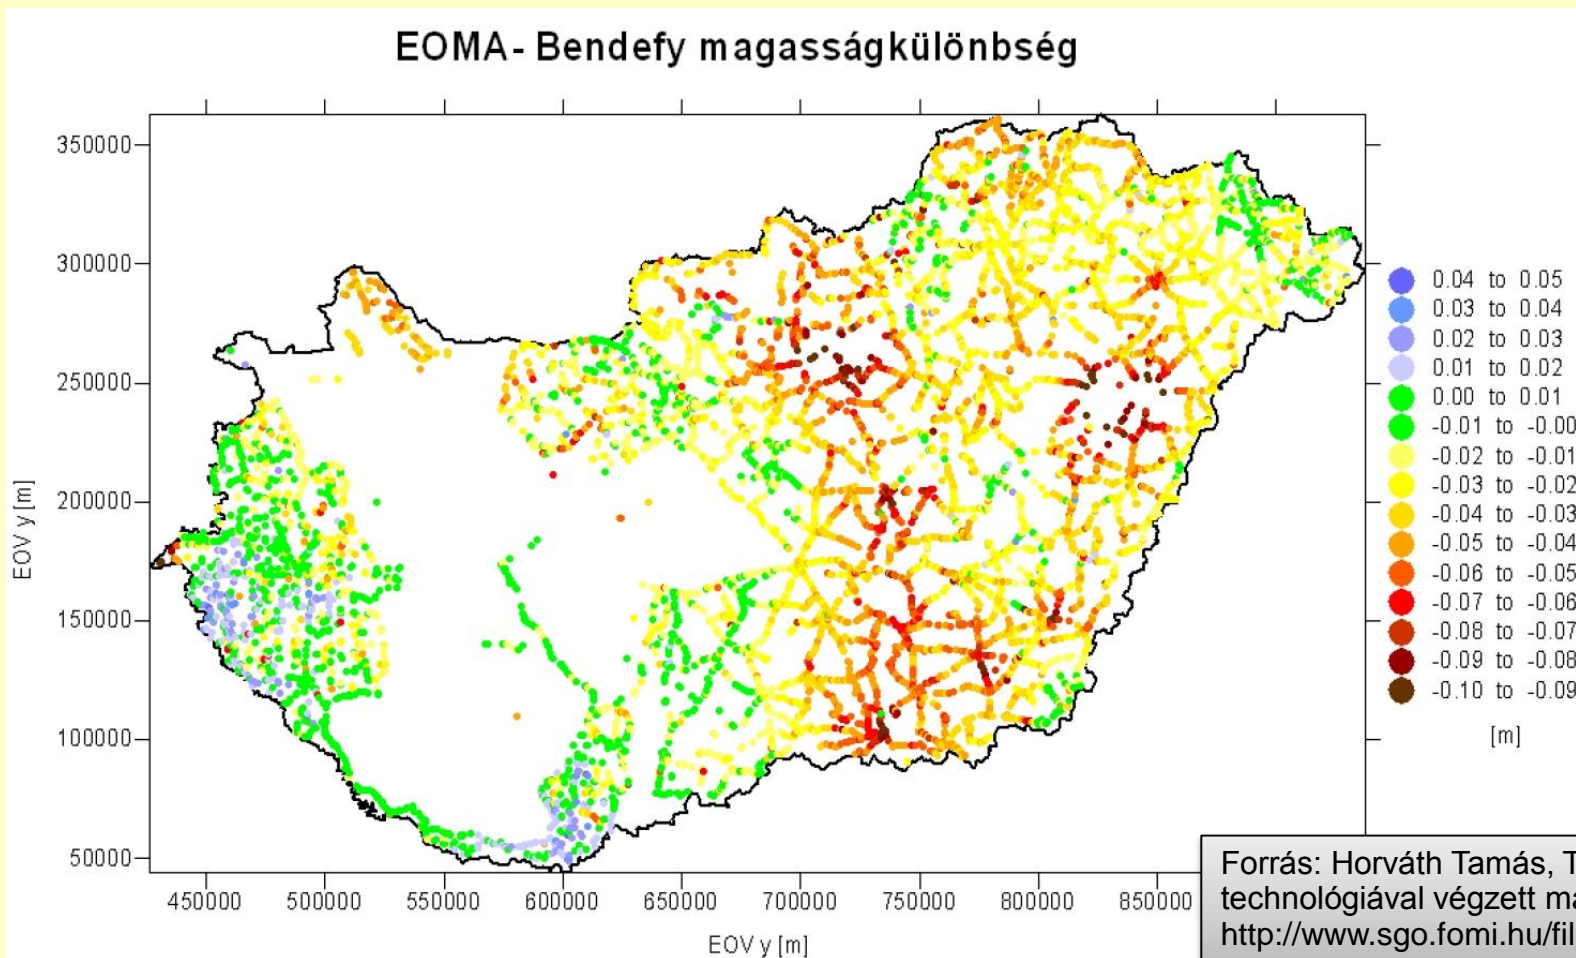 EOMA- Bendefy magasságkülönbség
350000
300000
250000
200000
150000
100000
50000
EOV y [m]
450000
500000
550000
600000
650000
700000
750000
800000
850000
EOV y [m]
0.04 to 0.05
0.03 to 0.04
0.02 to 0.03
0.01 to 0.02
0.00 to 0.01
-0.01 to -0.00
-0.02 to -0.01
-0.03 to -0.02
-0.04 to -0.03
-0.05 to -0.04
-0.06 to -0.05
-0.07 to -0.06
-0.08 to -0.07
-0.09 to -0.08
-0.10 to -0.09
[m]
Forrás: Horváth Tamás, T
technológiával végzett ma
http://www.sgo.fomi.hu/fil